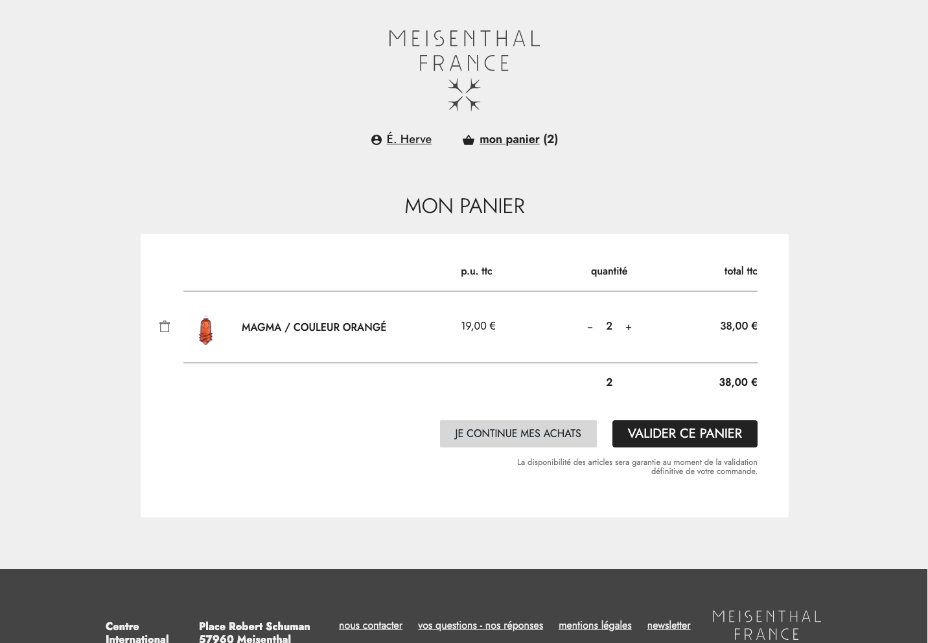 MEISENTHAL
FRANCE
É. Herve
mon panier (2)
MON PANIER
p.u. ttc
quantité
total ttc
MAGMA / COULEUR ORANGÉ
19,00 €
– 2 +
38,00 €
2
38,00 €
JE CONTINUE MES ACHATS
VALIDER CE PANIER
La disponibilité des articles sera garantie au moment de la validation
définitive de votre commande.
Centre
International
Place Robert Schuman
57960 Meisenthal
nous contacter
vos questions - nos réponses
mentions légales
newsletter
MEISENTHAL
FRANCE